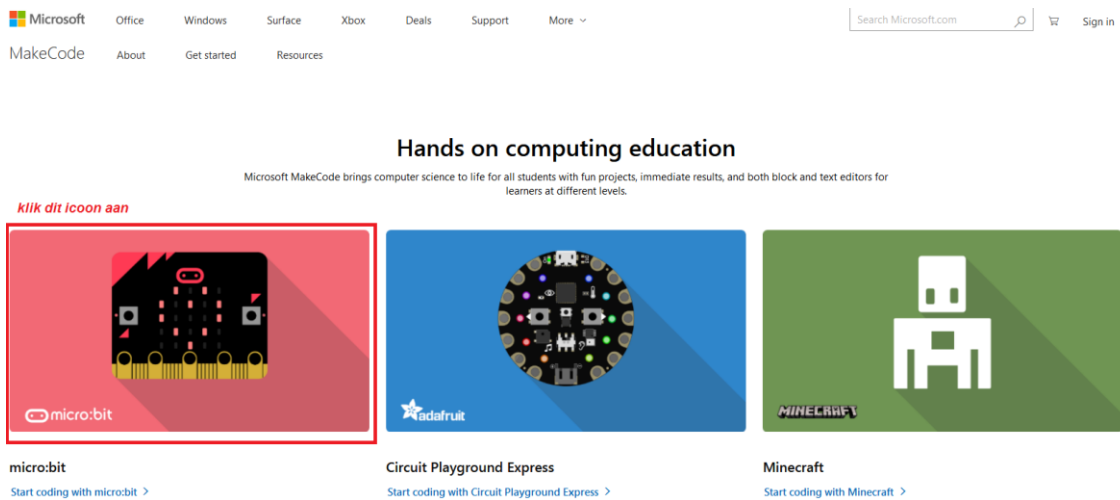 Microsoft Office Windows Surface Xbox Deals Support More Search Microsoft.com Sign in
MakeCode About Get started Resources
Hands on computing education
Microsoft MakeCode brings computer science to life for all students with fun projects, immediate results, and both block and text editors for
learners at different levels.
klik dit icoon aan
micro:bit
adafruit
MINECRAFT
micro:bit
Start coding with micro:bit >
Circuit Playground Express
Start coding with Circuit Playground Express >
Minecraft
Start coding with Minecraft >